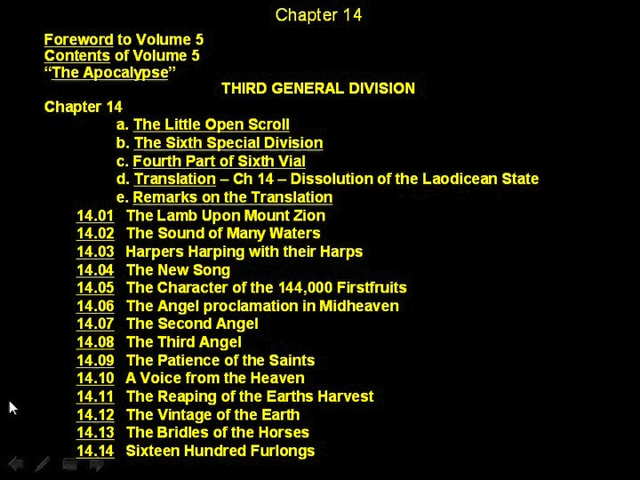 Chapter 14
Foreword to Volume 5
Contents of Volume 5
“The Apocalypse”
THIRD GENERAL DIVISION
Chapter 14
a. The Little Open Scroll
b. The Sixth Special Division
c. Fourth Part of Sixth Vial
d. Translation – Ch 14 – Dissolution of the Laodicean State
e. Remarks on the Translation
14.01 The Lamb Upon Mount Zion
14.02 The Sound of Many Waters
14.03 Harpers Harping with their Harps
14.04 The New Song
14.05 The Character of the 144,000 Firstfruits
14.06 The Angel proclamation in Midheaven
14.07 The Second Angel
14.08 The Third Angel
14.09 The Patience of the Saints
14.10 A Voice from the Heaven
14.11 The Reaping of the Earths Harvest
14.12 The Vintage of the Earth
14.13 The Bridles of the Horses
14.14 Sixteen Hundred Furlongs